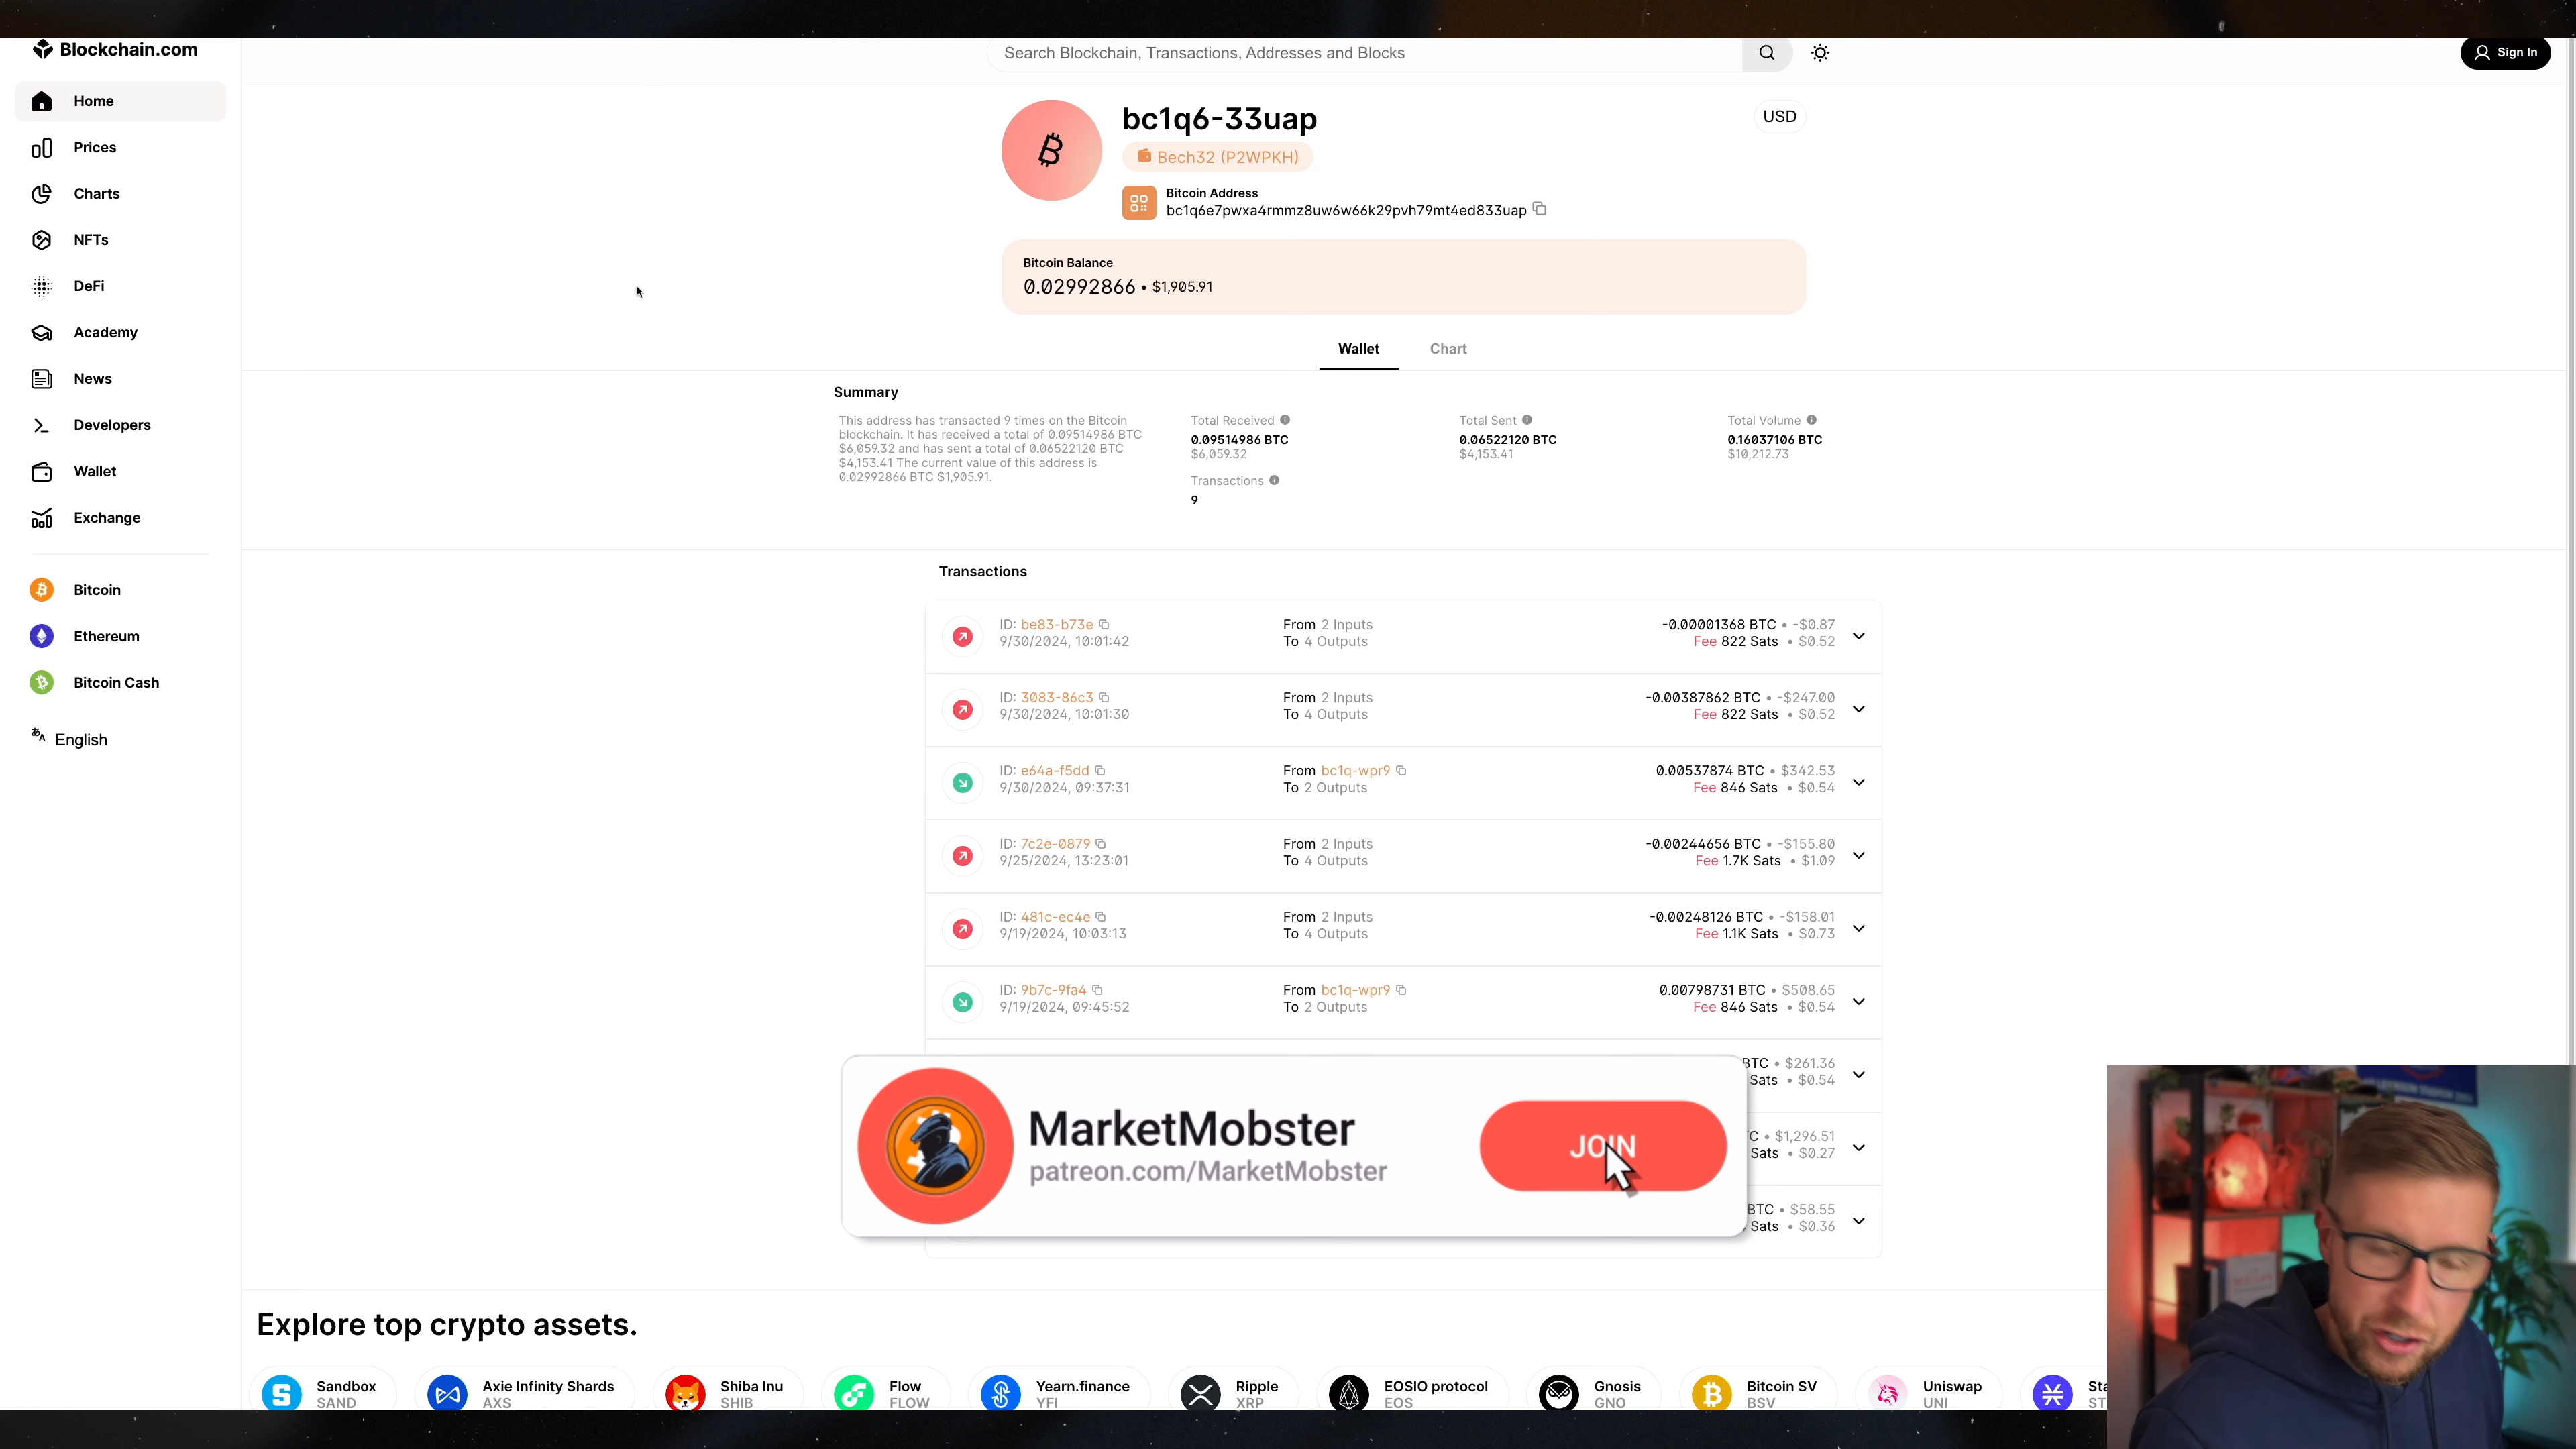 Blockchain.com
Search Blockchain, Transactions, Addresses and Blocks
Sign In
Home
Prices
Charts
NFTs
DeFi
Academy
News
Developers
Wallet
Exchange
Bitcoin
Ethereum
Bitcoin Cash
English
bc1q6-33uap
USD
Bech32 (P2WPKH)
Bitcoin Address
bc1q6e7pwxa4rmmz8uw6w66k29pvh79mt4ed833uap
Bitcoin Balance
0.02992866 • $1,905.91
Wallet Chart
Summary
This address has transacted 9 times on the Bitcoin
blockchain. It has received a total of 0.09514986 BTC
$6,059.32 and has sent a total of 0.06522120 BTC
$4,153.41 The current value of this address is
0.02992866 BTC $1,905.91.
Total Received
0.09514986 BTC
$6,059.32
Total Sent
0.06522120 BTC
$4,153.41
Total Volume
0.16037106 BTC
$10,212.73
Transactions
9
Transactions
ID: be83-b73e From 2 Inputs -0.00001368 BTC • -$0.87
9/30/2024, 10:01:42 To 4 Outputs Fee 822 Sats • $0.52
ID: 3083-86c3 From 2 Inputs -0.00387862 BTC • -$247.00
9/30/2024, 10:01:30 To 4 Outputs Fee 822 Sats • $0.52
ID: e64a-f5dd From bc1q-wpr9 0.00537874 BTC • $342.53
9/30/2024, 09:37:31 To 2 Outputs Fee 846 Sats • $0.54
ID: 7c2e-0879 From 2 Inputs -0.00244656 BTC • -$155.80
9/25/2024, 13:23:01 To 4 Outputs Fee 1.7K Sats • $1.09
ID: 481c-ec4e From 2 Inputs -0.00248126 BTC • -$158.01
9/19/2024, 10:03:13 To 4 Outputs Fee 1.1K Sats • $0.73
ID: 9b7c-9fa4 From bc1q-wpr9 0.00798731 BTC • $508.65
9/19/2024, 09:45:52 To 2 Outputs Fee 846 Sats • $0.54
BTC • $261.36
Sats • $0.54
MarketMobster
patreon.com/MarketMobster
JOIN
C • $1,296.51
Sats • $0.27
BTC • $58.55
Sats • $0.36
Explore top crypto assets.
Sandbox
SAND
Axie Infinity Shards
AXS
Shiba Inu
SHIB
Flow
FLOW
Yearn.finance
YFI
Ripple
XRP
EOSIO protocol
EOS
Gnosis
GNO
Bitcoin SV
BSV
Uniswap
UNI